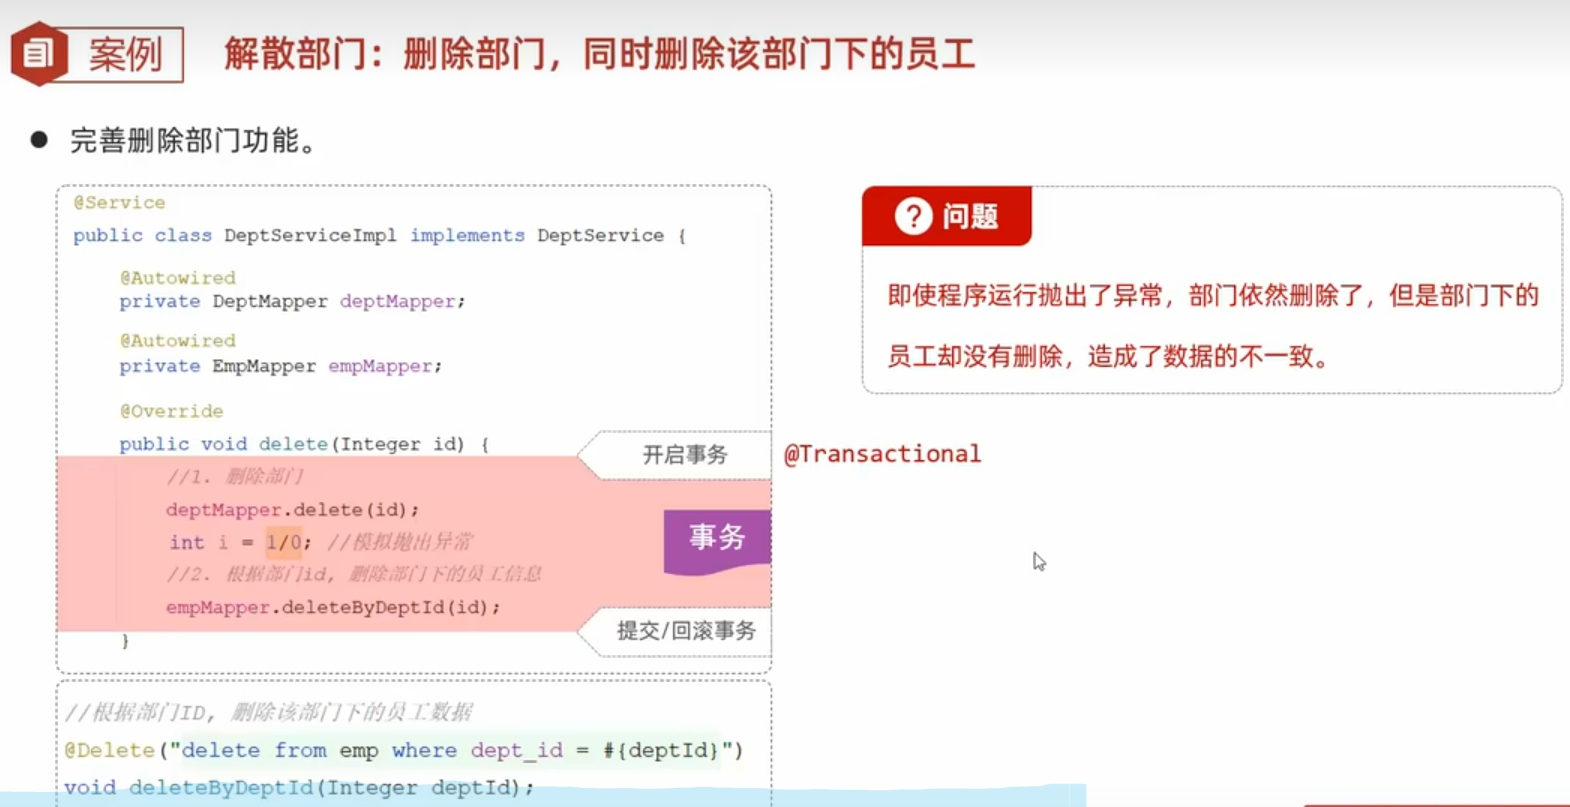 案例
解散部门：删除部门，同时删除该部门下的员工
● 完善删除部门功能。
@Service
public class DeptServiceImpl implements DeptService {
@Autowired
private DeptMapper deptMapper;
@Autowired
private EmpMapper empMapper;
@Override
public void delete(Integer id) {
//1. 删除部门
deptMapper.delete(id);
int i = 1/0; //模拟抛出异常
//2. 根据部门id, 删除部门下的员工信息
empMapper.deleteByDeptId(id);
}
开启事务
@Transactional
事务
提交/回滚事务
//根据部门ID, 删除该部门下的员工数据
@Delete("delete from emp where dept_id = #{deptId}")
void deleteByDeptId(Integer deptId);
? 问题
即使程序运行抛出了异常，部门依然删除了，但是部门下的
员工却没有删除，造成了数据的不一致。